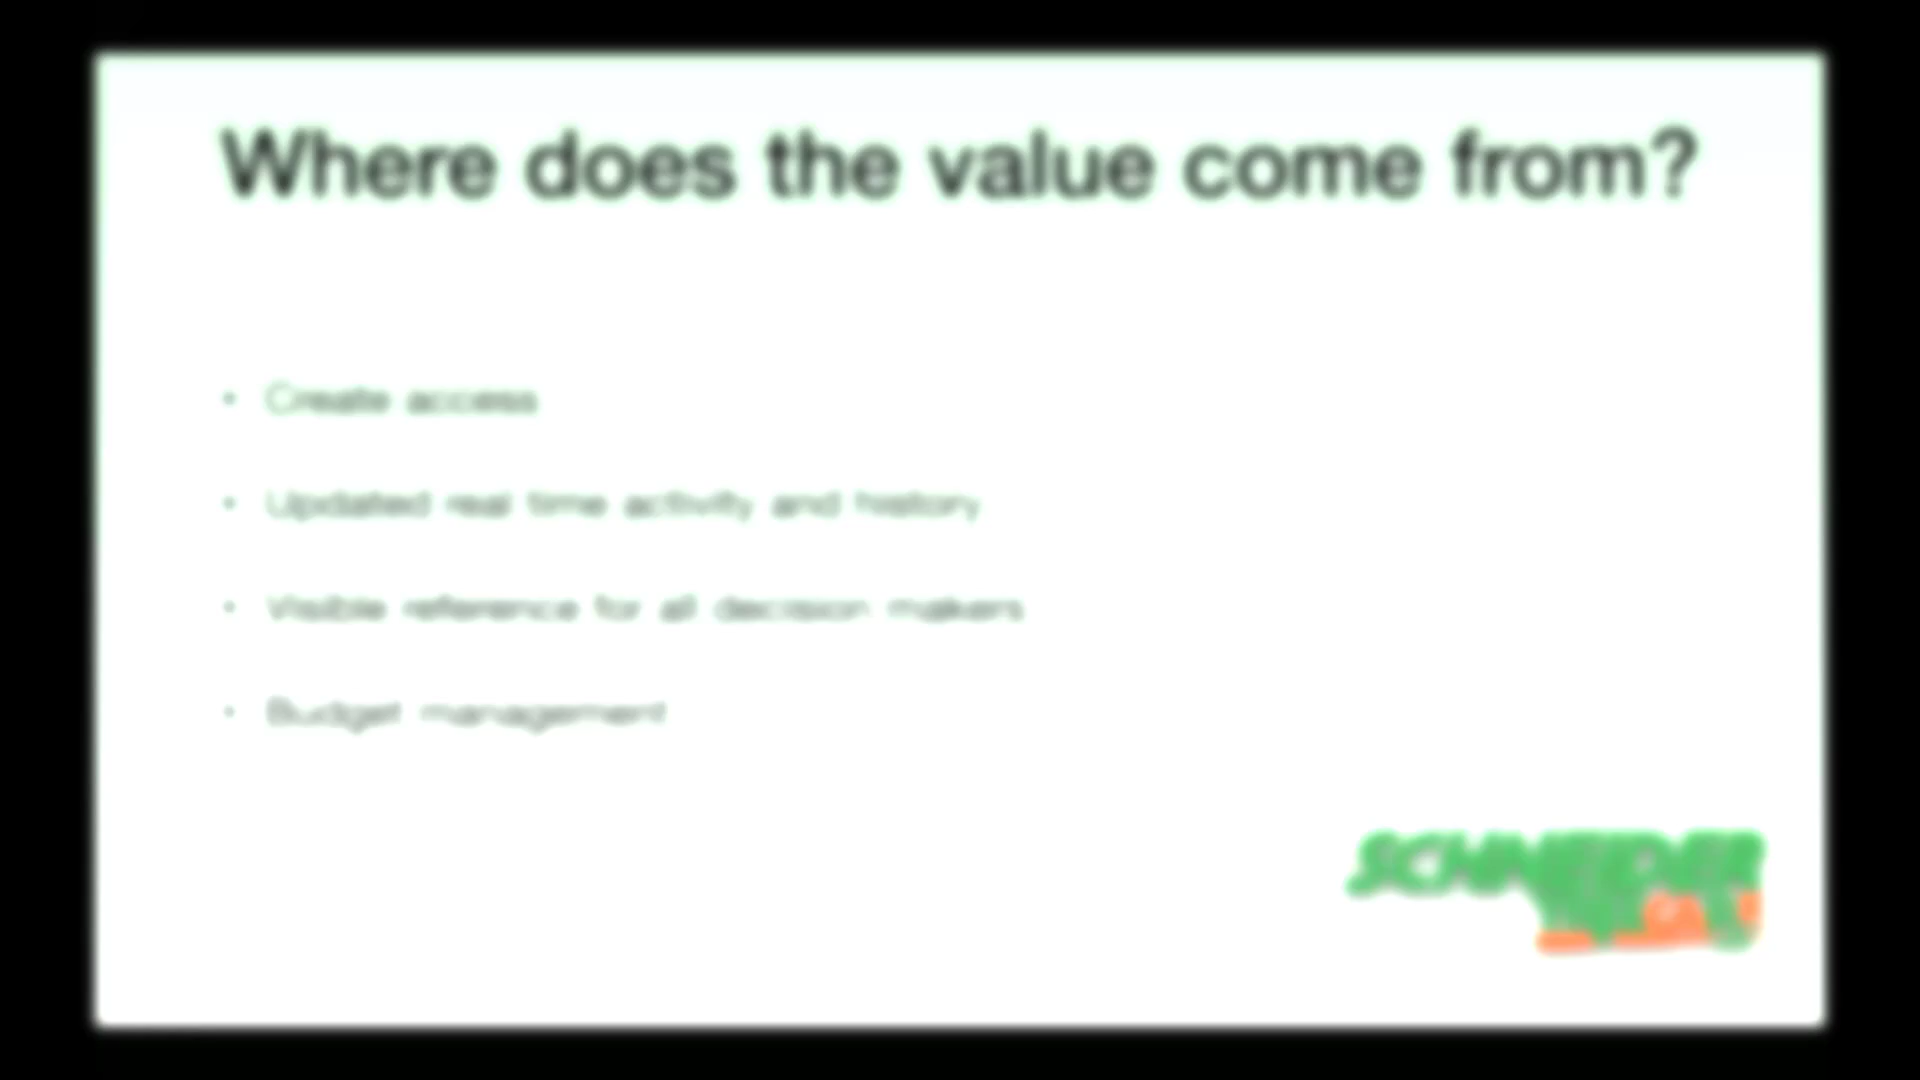 Where does the value come from?
• Create access
• Updated real time activity and history
• Visible reference for all decision makers
• Budget management
SCHNEIDER